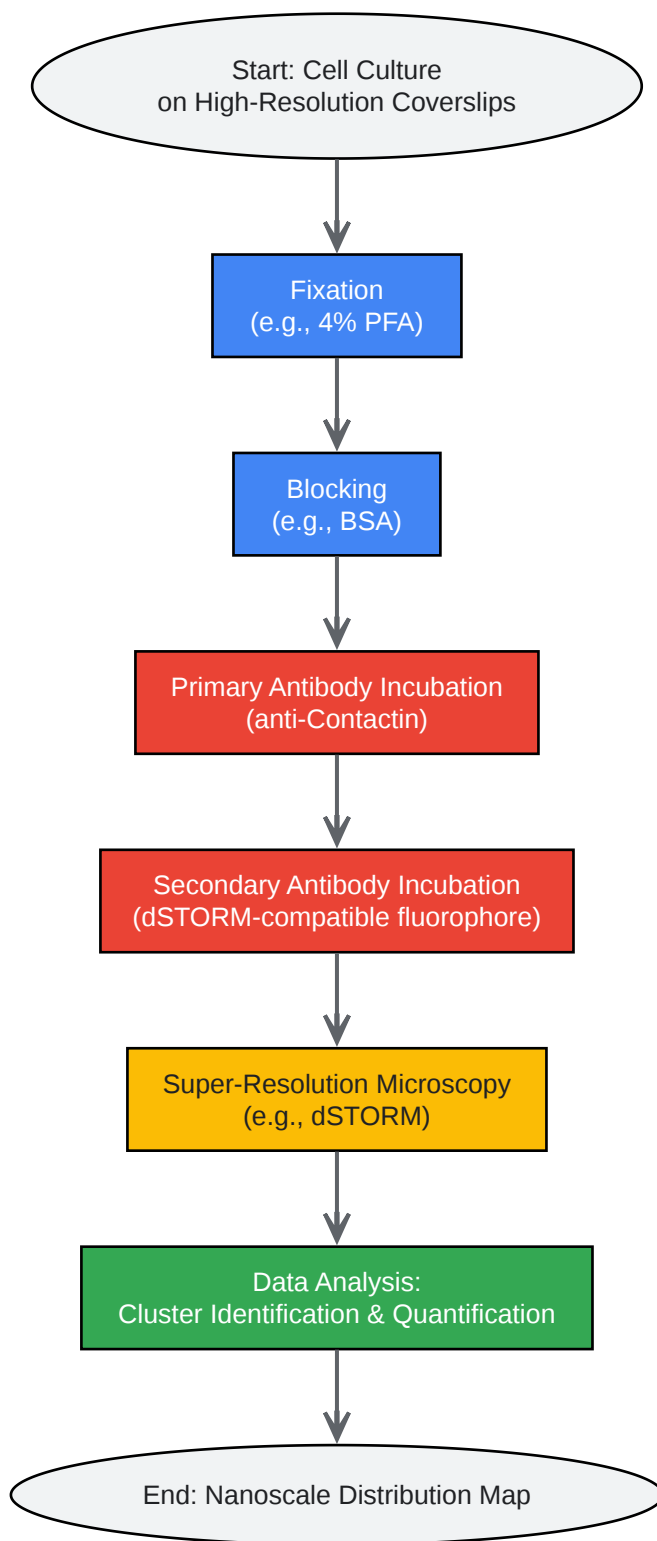 Start: Cell Culture
on High-Resolution Coverslips
Fixation
(e.g., 4% PFA)
Blocking
(e.g., BSA)
Primary Antibody Incubation
(anti-Contactin)
Secondary Antibody Incubation
(dSTORM-compatible fluorophore)
Super-Resolution Microscopy
(e.g., dSTORM)
Data Analysis:
Cluster Identification & Quantification
End: Nanoscale Distribution Map